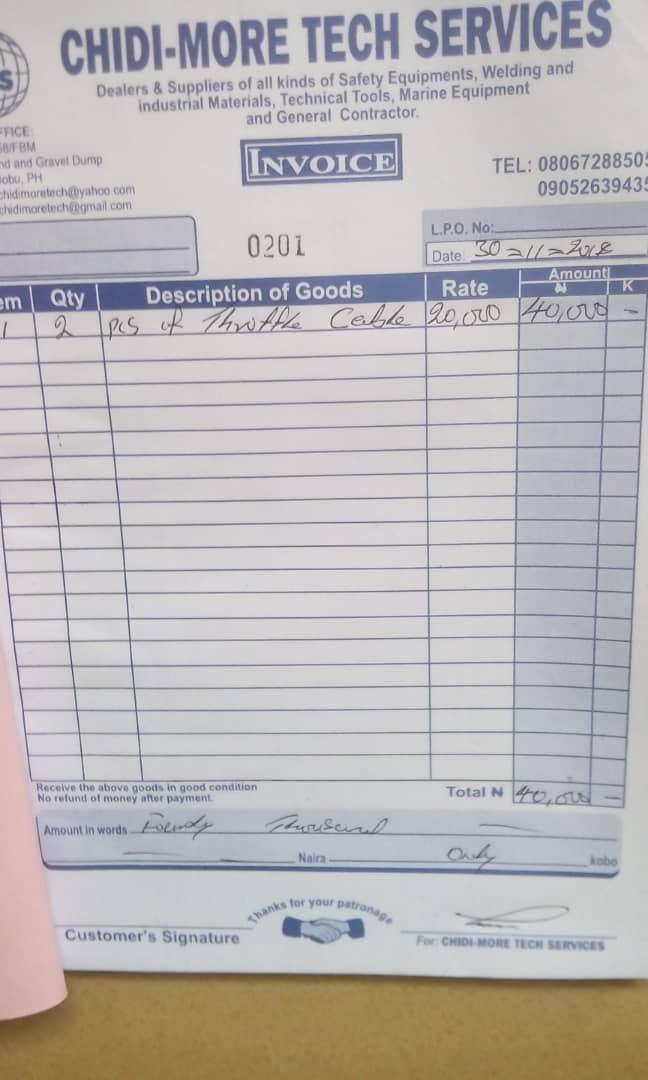 CHIDI-MORE TECH SERVICES
Dealers & Suppliers of all kinds of Safety Equipments, Welding and
industrial Materials, Technical Tools, Marine Equipment
and General Contractor.
S
FFICE:
58/FBM
nd and Gravel Dump
obu, PH
chidimoretech@yahoo.com
chidimoretech@gmail.com
INVOICE
TEL: 0806728850
0905263943
0201
L.P.O. No:
Date: 30=11=2018
em Qty Description of Goods Rate Amount
₦ K
1 2 pcs of Throttle Cable 20,000 40,000 -
Receive the above goods in good condition
No refund of money after payment.
Total ₦ 40,000 -
Amount in words Thousand
Naira Only kobo
Thanks for your patronage
Customer's Signature
For: CHIDI-MORE TECH SERVICES